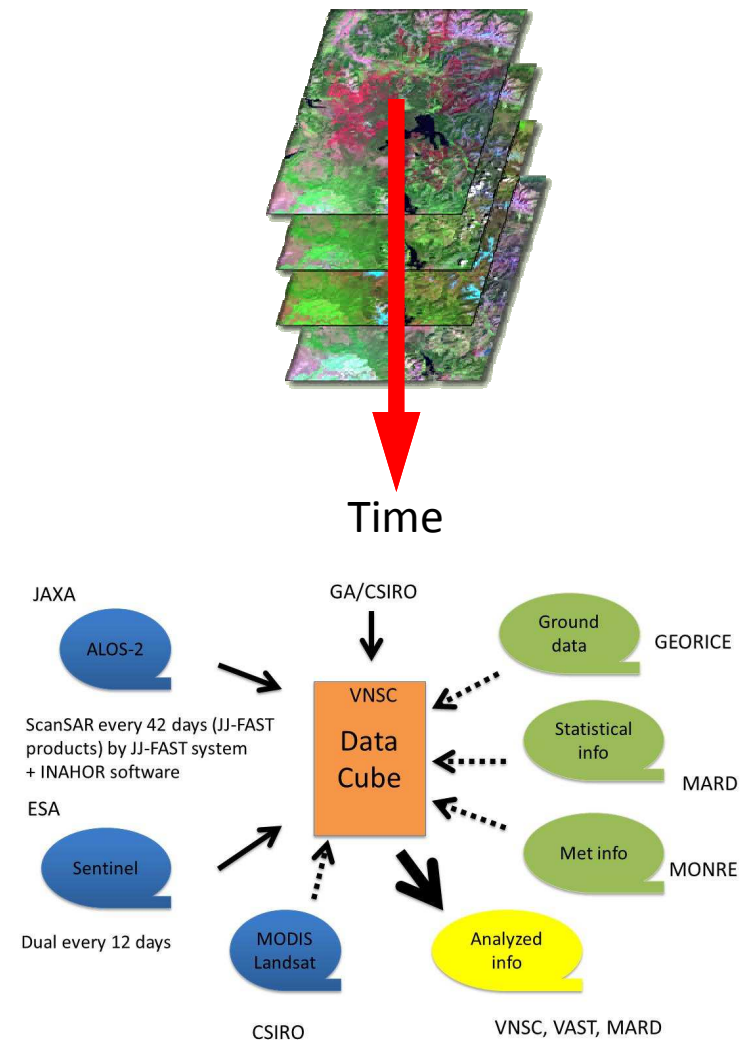 Time
JAXA
ALOS-2
ScanSAR every 42 days (JJ-FAST
products) by JJ-FAST system
+ INAHOR software
ESA
Sentinel
Dual every 12 days
GA/CSIRO
VNSC
Data
Cube
MODIS
Landsat
CSIRO
Ground
data
GEORICE
Statistical
info
MARD
Met info
MONRE
Analyzed
info
VNSC, VAST, MARD